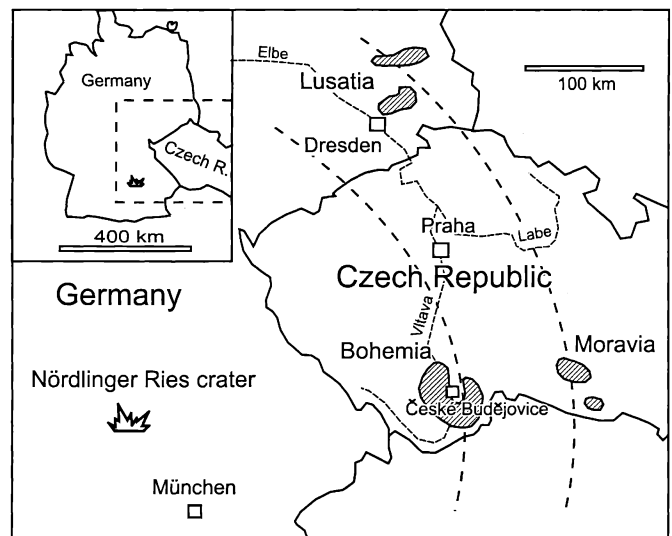 Germany
Czech R.
400 km
Elbe
Lusatia
100 km
Dresden
Praha
Labe
Czech Republic
Germany
Vltava
Bohemia
Moravia
Nördlinger Ries crater
České Budějovice
München